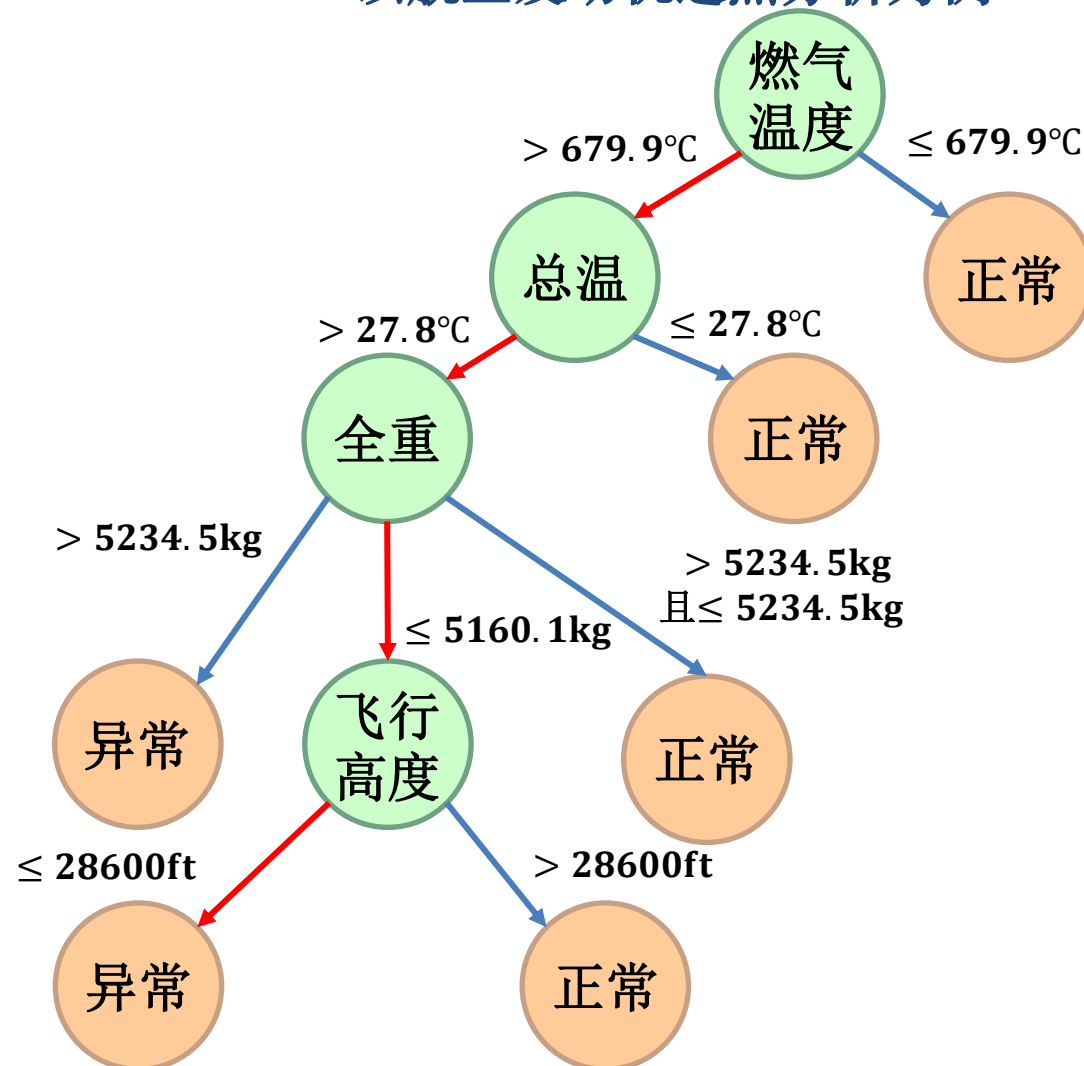 燃气
温度
> 679.9℃
≤ 679.9℃
总温
正常
> 27.8℃
≤ 27.8℃
全重
正常
> 5234.5kg
> 5234.5kg
且≤ 5234.5kg
≤ 5160.1kg
异常
飞行
高度
正常
≤ 28600ft
> 28600ft
异常
正常